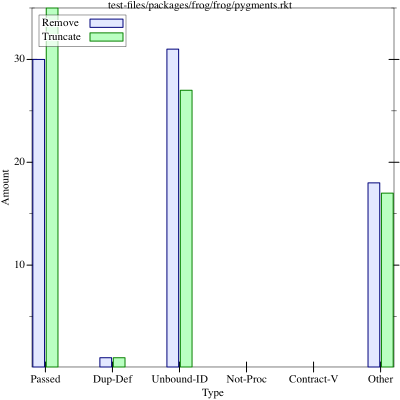 test-files/packages/frog/frog/pygments.rkt
Remove
Truncate
30
20
10
Amount
Passed Dup-Def Unbound-ID Not-Proc Contract-V Other
Type